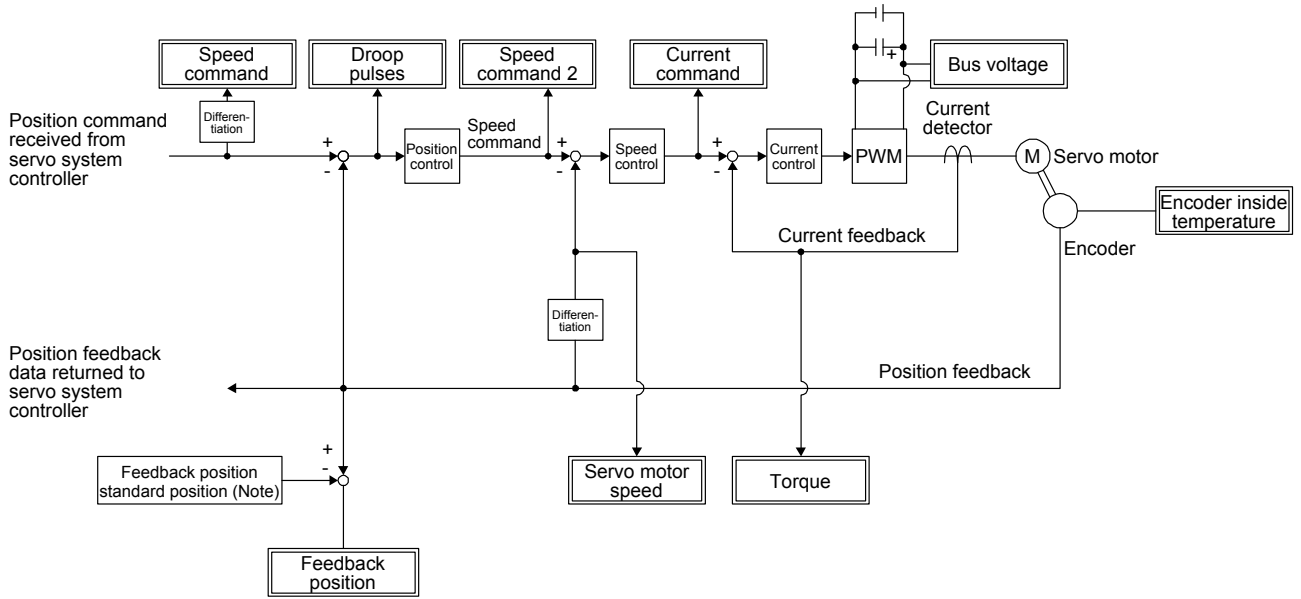 Speed
command
Droop
pulses
Speed
command 2
Current
command
Bus voltage
Position command
received from
servo system
controller
Differen-
tiation
+
-
Position
control
Speed
command
+
-
Speed
control
+
-
Current
control
PWM
+
Current
detector
M
Servo motor
Encoder inside
temperature
Encoder
Current feedback
Differen-
tiation
Position feedback
data returned to
servo system
controller
Position feedback
+
-
Feedback position
standard position (Note)
Servo motor
speed
Torque
Feedback
position